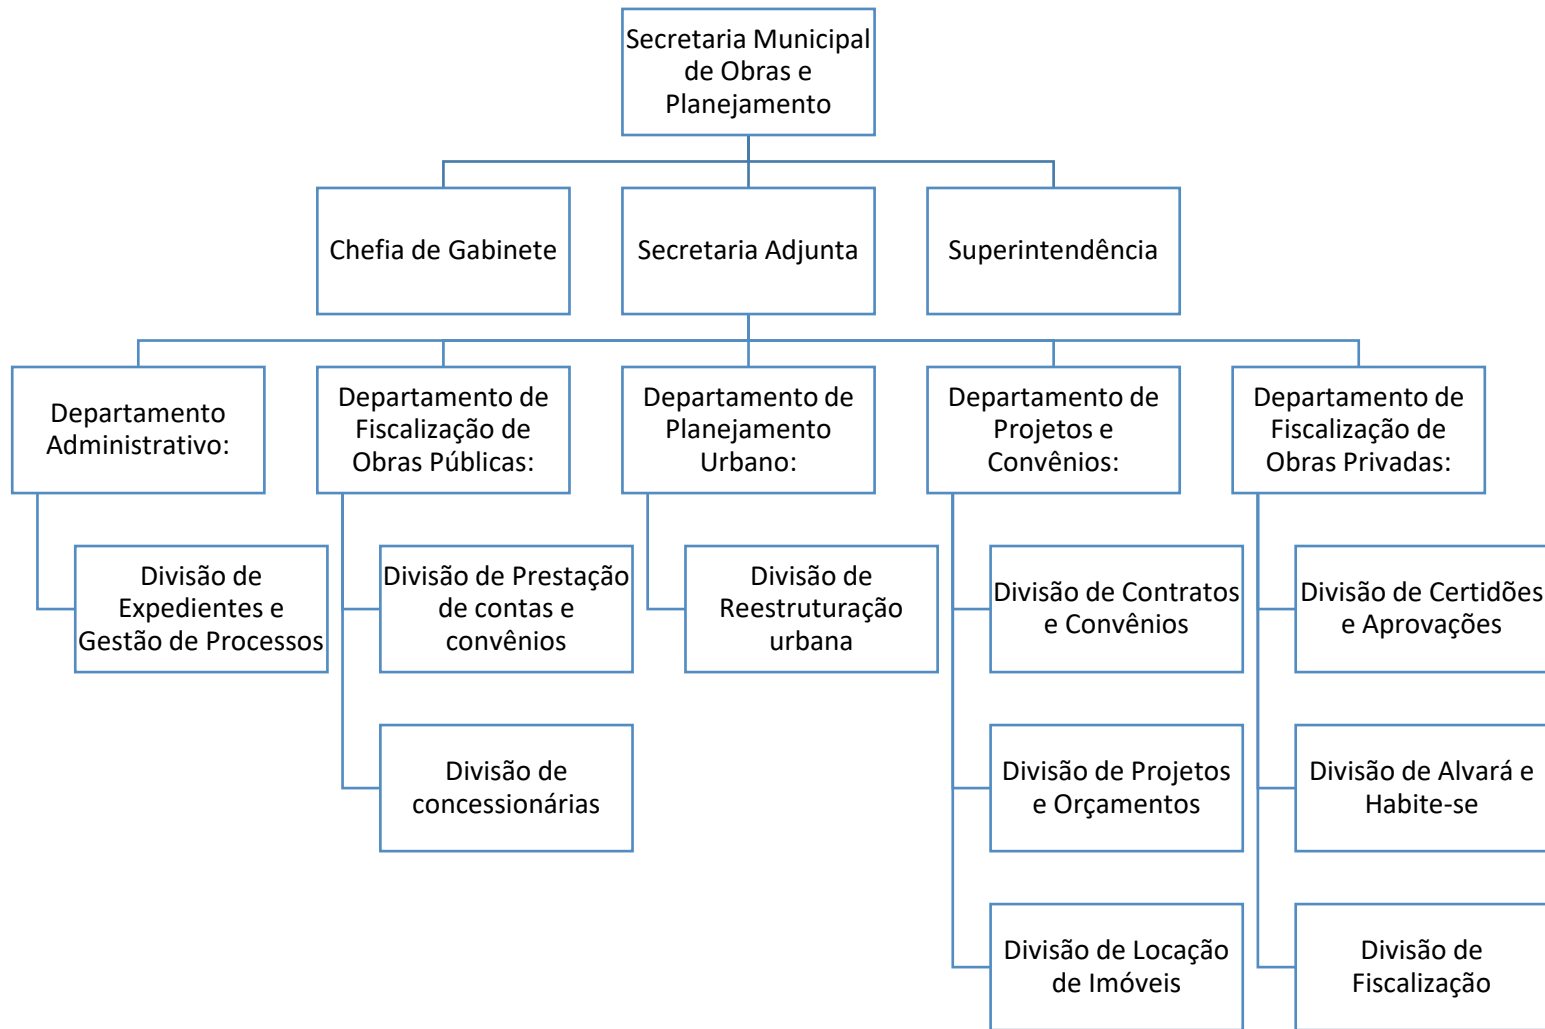 Secretaria Municipal
de Obras e
Planejamento
Chefia de Gabinete
Secretaria Adjunta
Superintendência
Departamento
Administrativo:
Departamento de
Fiscalização de
Obras Públicas:
Departamento de
Planejamento
Urbano:
Departamento de
Projetos e
Convênios:
Departamento de
Fiscalização de
Obras Privadas:
Divisão de
Expedientes e
Gestão de Processos
Divisão de Prestação
de contas e
convênios
Divisão de
Reestruturação
urbana
Divisão de Contratos
e Convênios
Divisão de Certidões
e Aprovações
Divisão de
concessionárias
Divisão de Projetos
e Orçamentos
Divisão de Alvará e
Habite-se
Divisão de Locação
de Imóveis
Divisão de
Fiscalização